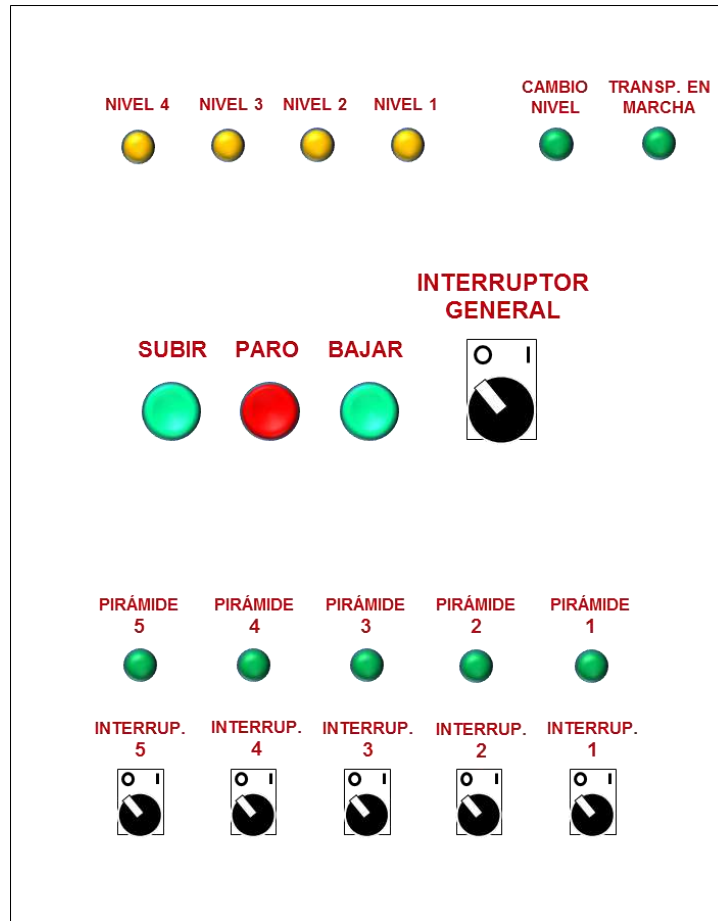 CAMBIO TRANSP. EN
NIVEL 4 NIVEL 3 NIVEL 2 NIVEL 1 NIVEL MARCHA
INTERRUPTOR
GENERAL
SUBIR PARO BAJAR
O I
PIRÁMIDE PIRÁMIDE PIRÁMIDE PIRÁMIDE PIRÁMIDE
5 4 3 2 1
INTERRUP. INTERRUP. INTERRUP. INTERRUP. INTERRUP.
5 4 3 2 1
O I O I O I O I O I